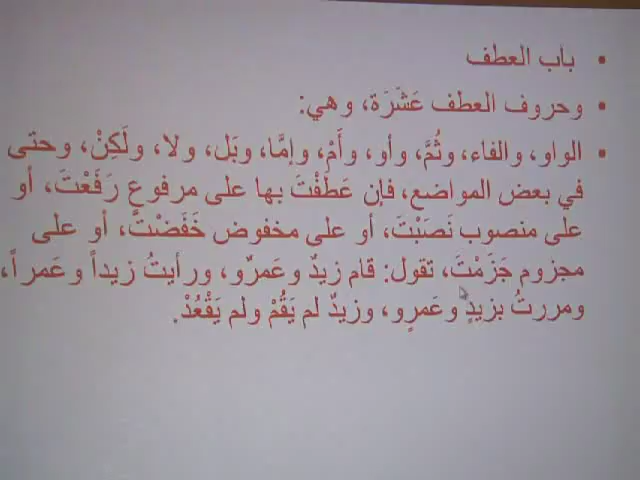 • باب العطف
• وحروف العطف عَشَرَة، وهي:
• الواو، والفاء، وثُمَّ، وأو، وأَمْ، وإمَّا، وبَل، ولا، ولَكِنْ، وحتى
في بعض المواضع، فإن عَطَفْتَ بها على مرفوع رَفَعْتَ، أو
على منصوب نَصَبْتَ، أو على مخفوض خَفَضْتَّ، أو على
مجزوم جَزَمْتَ، تقول: قام زيدٌ وعَمرٌو، ورأيتُ زيداً وعَمراً،
ومررتُ بزيدٍ وعَمرٍو، وزيدٌ لم يَقُمْ ولم يَقْعُدْ.